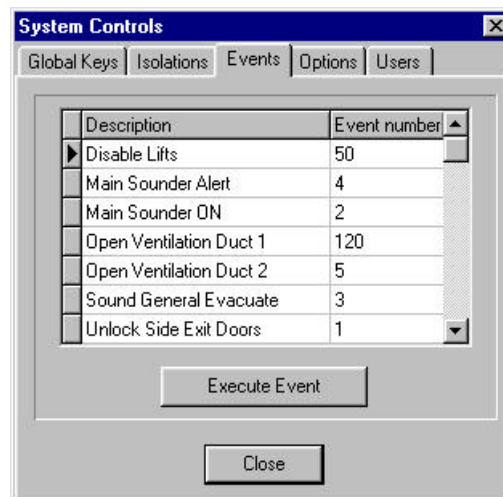 System Controls
Global Keys Isolations Events Options Users
Description Event number
Disable Lifts 50
Main Sounder Alert 4
Main Sounder ON 2
Open Ventilation Duct 1 120
Open Ventilation Duct 2 5
Sound General Evacuate 3
Unlock Side Exit Doors 1
Execute Event
Close